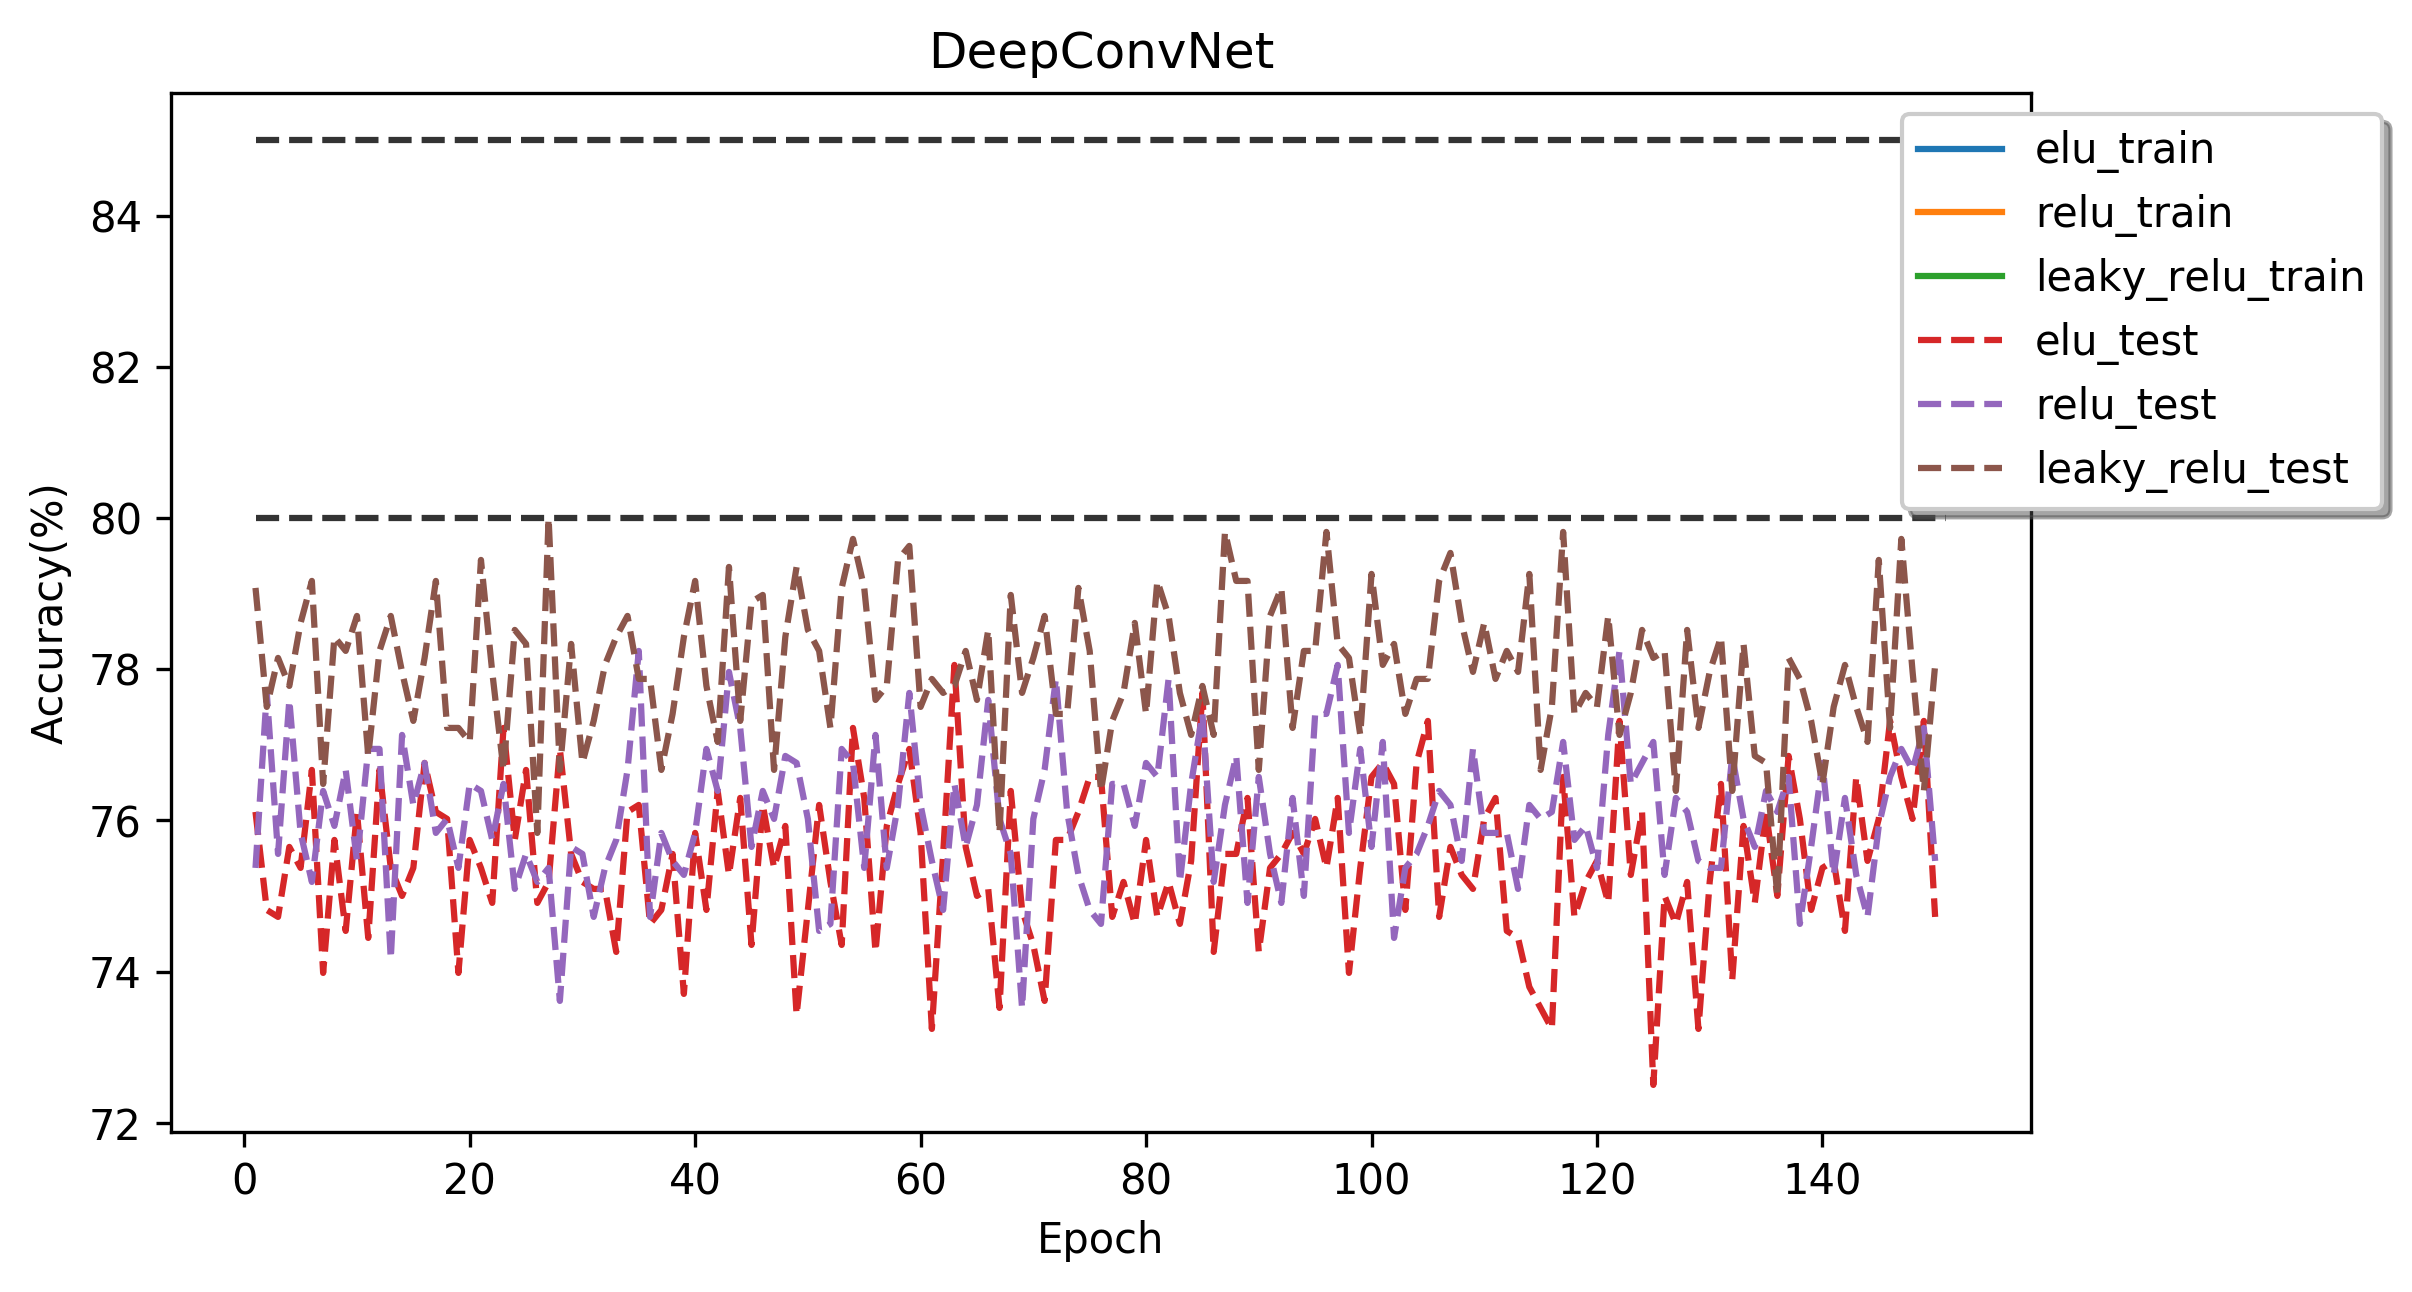 DeepConvNet
elu_train
relu_train
leaky_relu_train
elu_test
relu_test
leaky_relu_test
Accuracy(%)
84
82
80
78
76
74
72
0 20 40 60 80 100 120 140
Epoch